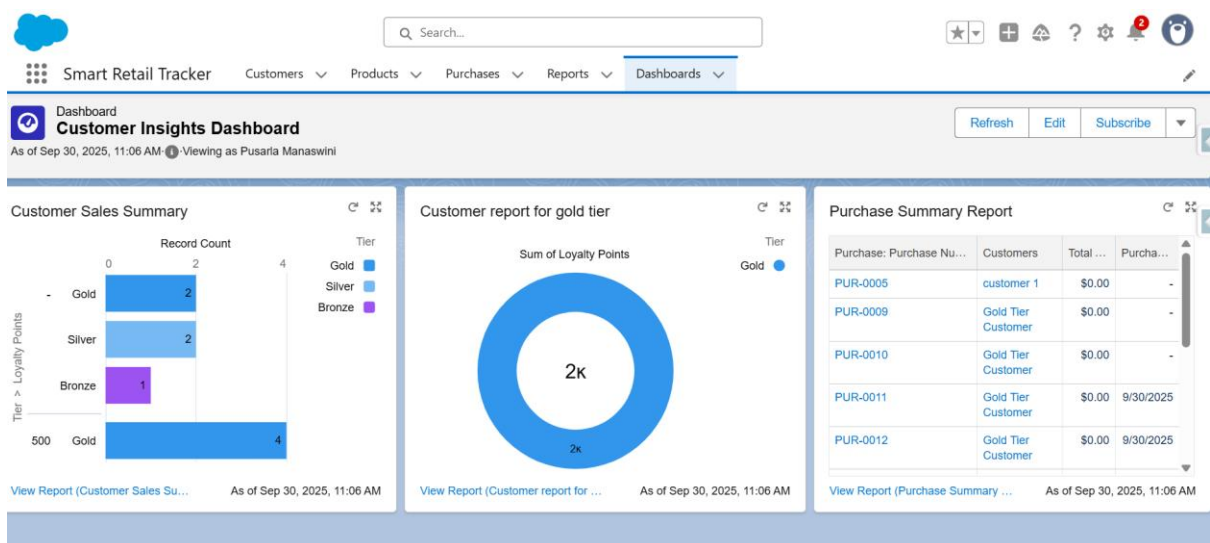 Search...
2
Smart Retail Tracker Customers Products Purchases Reports Dashboards
Dashboard
Customer Insights Dashboard
As of Sep 30, 2025, 11:06 AM·Viewing as Pusarla Manaswini
Refresh Edit Subscribe
Customer Sales Summary
Record Count
0 2 4
Tier
Gold
Silver
Bronze
Tier > Loyalty Points
- Gold 2
Silver 2
Bronze 1
500 Gold 4
View Report (Customer Sales Su...
As of Sep 30, 2025, 11:06 AM
Customer report for gold tier
Sum of Loyalty Points
Tier
Gold
2K
2K
View Report (Customer report for ...
As of Sep 30, 2025, 11:06 AM
Purchase Summary Report
Purchase: Purchase Nu... Customers Total ... Purcha...
PUR-0005 customer 1 $0.00 -
PUR-0009 Gold Tier $0.00 -
Customer
PUR-0010 Gold Tier $0.00 -
Customer
PUR-0011 Gold Tier $0.00 9/30/2025
Customer
PUR-0012 Gold Tier $0.00 9/30/2025
Customer
View Report (Purchase Summary ...
As of Sep 30, 2025, 11:06 AM